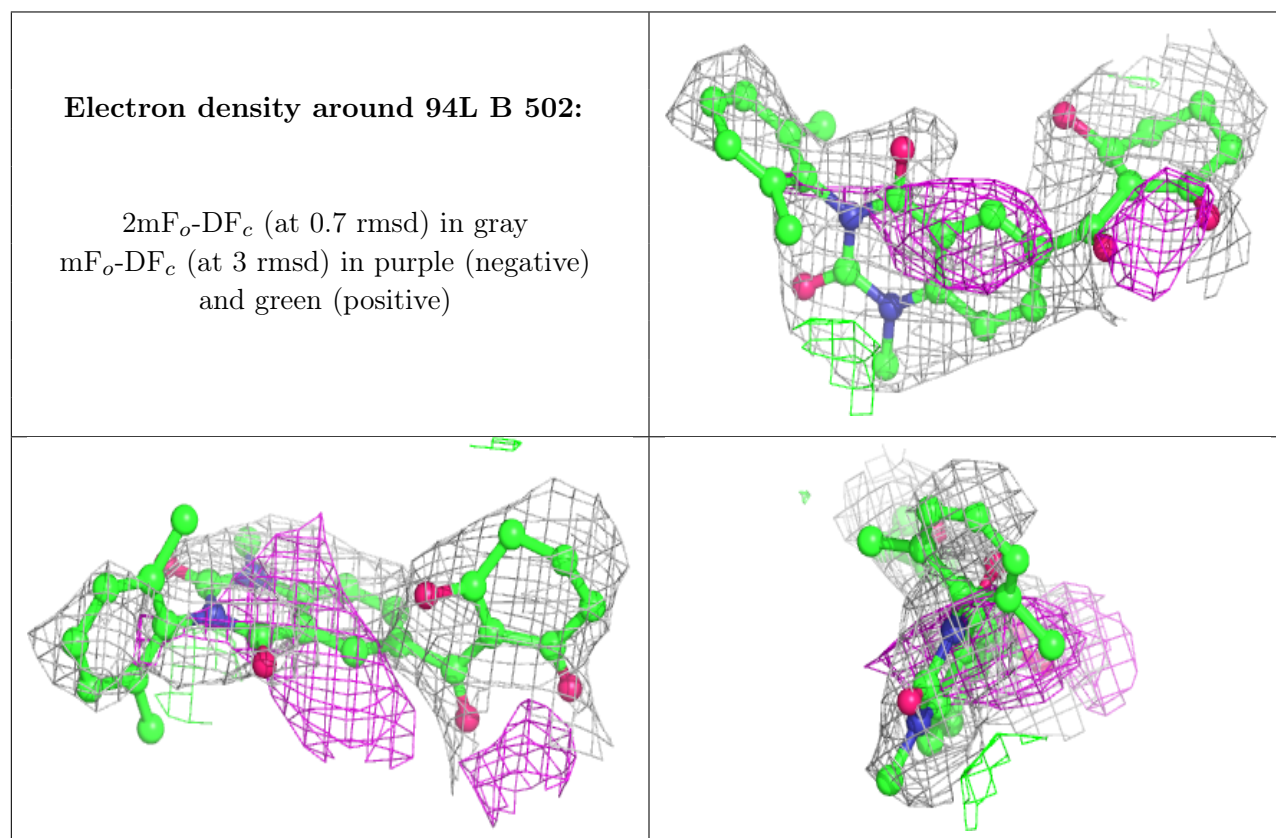 Electron density around 94L B 502:
2mFo-DFc (at 0.7 rmsd) in gray
mFo-DFc (at 3 rmsd) in purple (negative)
and green (positive)